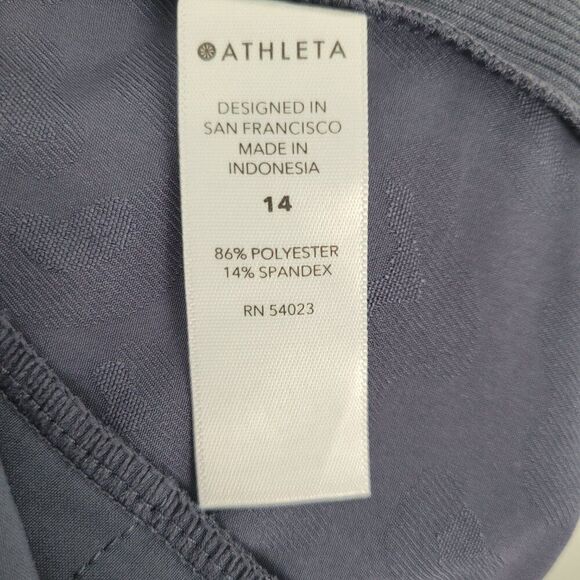 ATHLETA
DESIGNED IN
SAN FRANCISCO
MADE IN
INDONESIA
14
86% POLYESTER
14% SPANDEX
RN 54023